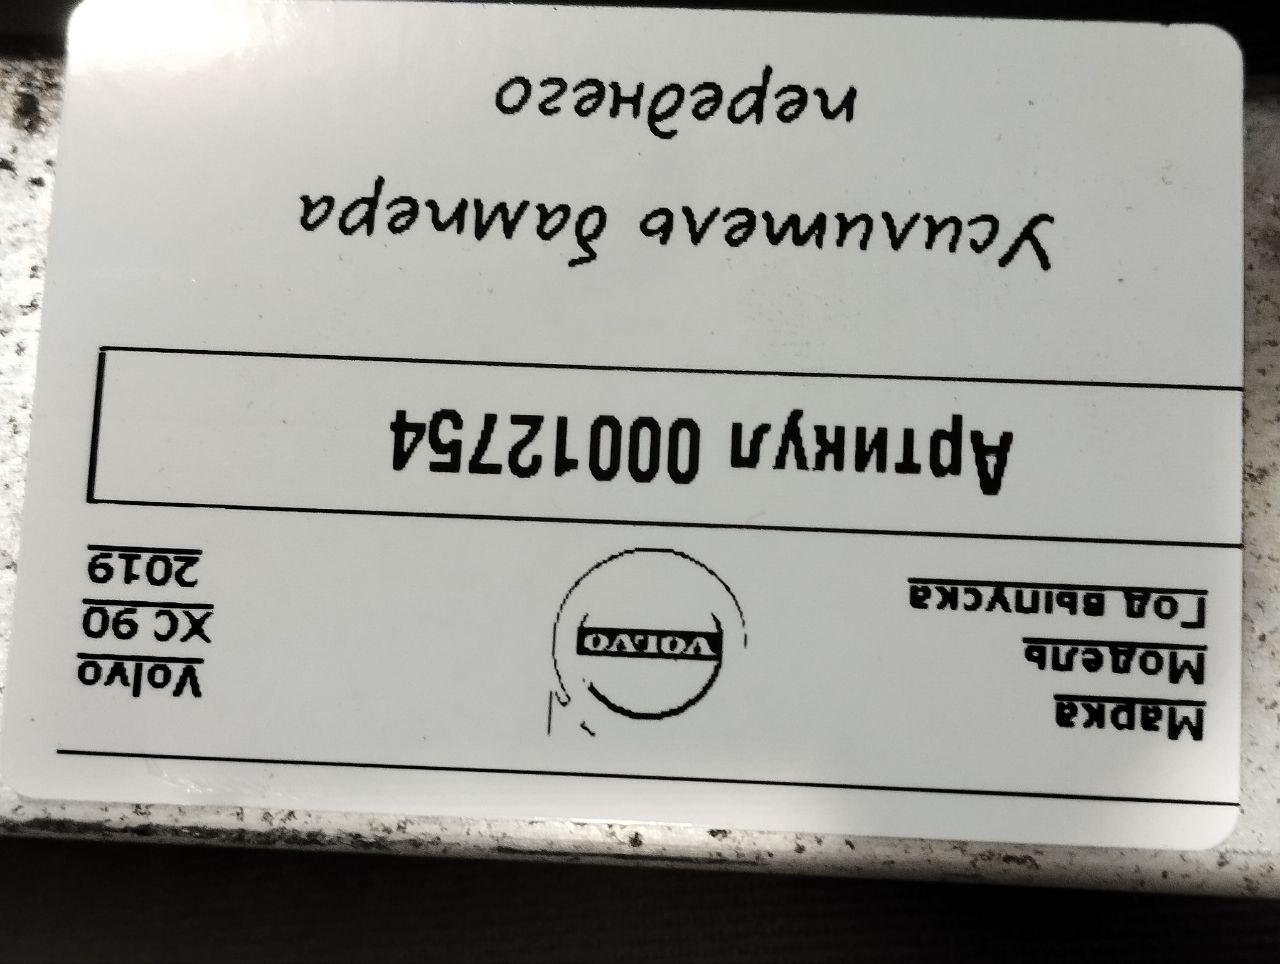 Марка Volvo
Модель XC 90
Год выпуска 2019
VOLVO
Артикул 00012754
Усилитель бампера
переднего